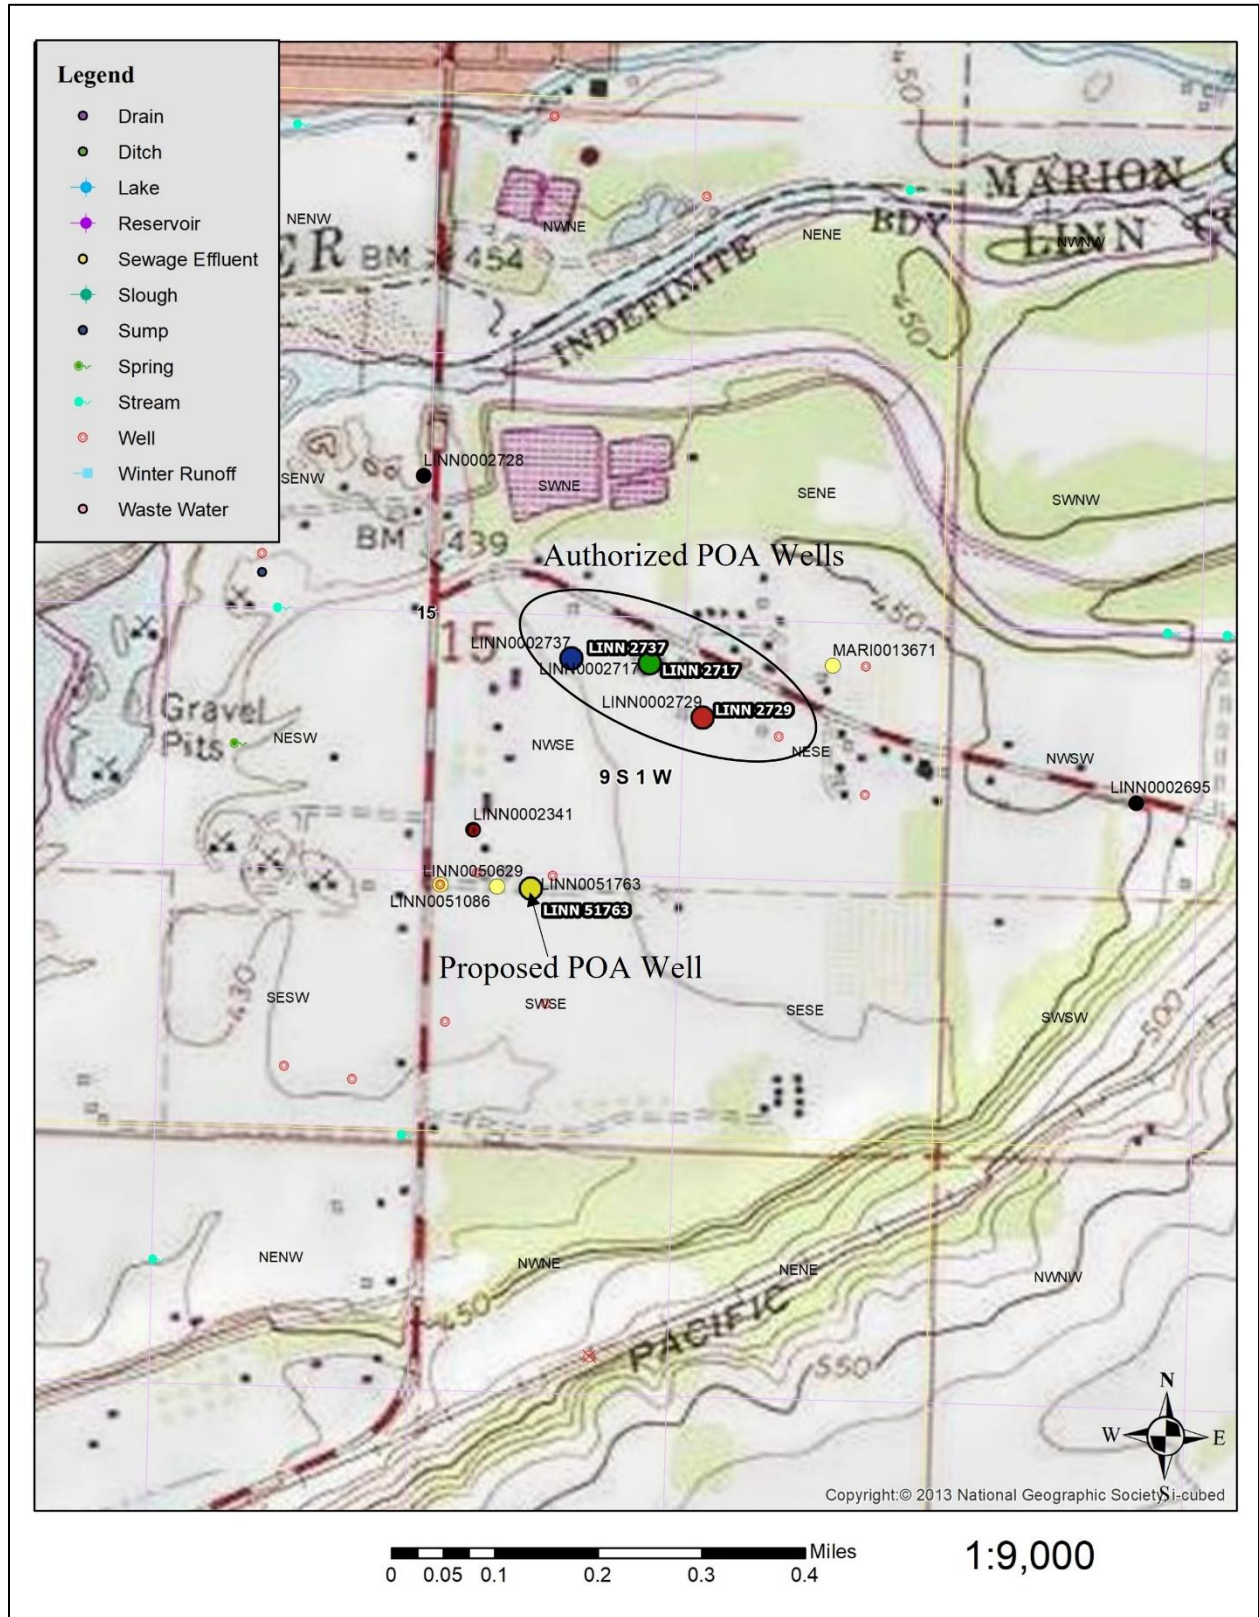 Legend
Drain
Ditch
Lake
Reservoir
Sewage Effluent
Slough
Sump
Spring
Stream
Well
Winter Runoff
Waste Water
NENW
ER BM X 454
NWNE
NENE
MARION
BDY
LINN
NWNW
INDEFINITE
450
450
LINN0002728
SENW
SWNE
SENE
SWNW
BM 439
Authorized POA Wells
450
15
15
LINN0002737
LINN 2737
LINN0002717
LINN 2717
MARI0013671
LINN0002729
LINN 2729
Gravel
Pits
NESW
NWSE
NESE
NWSW
9 S 1 W
LINN0002695
LINN0002341
LINN0050629
LINN0051763
LINN0051086
LINN 51763
Proposed POA Well
430
SESW
SWSE
SESE
SWSW
500
NENW
NWNE
NENE
NWNW
450
PACIFIC
550
N
W
E
S
Copyright:© 2013 National Geographic Society, i-cubed
Miles
0 0.05 0.1 0.2 0.3 0.4
1:9,000